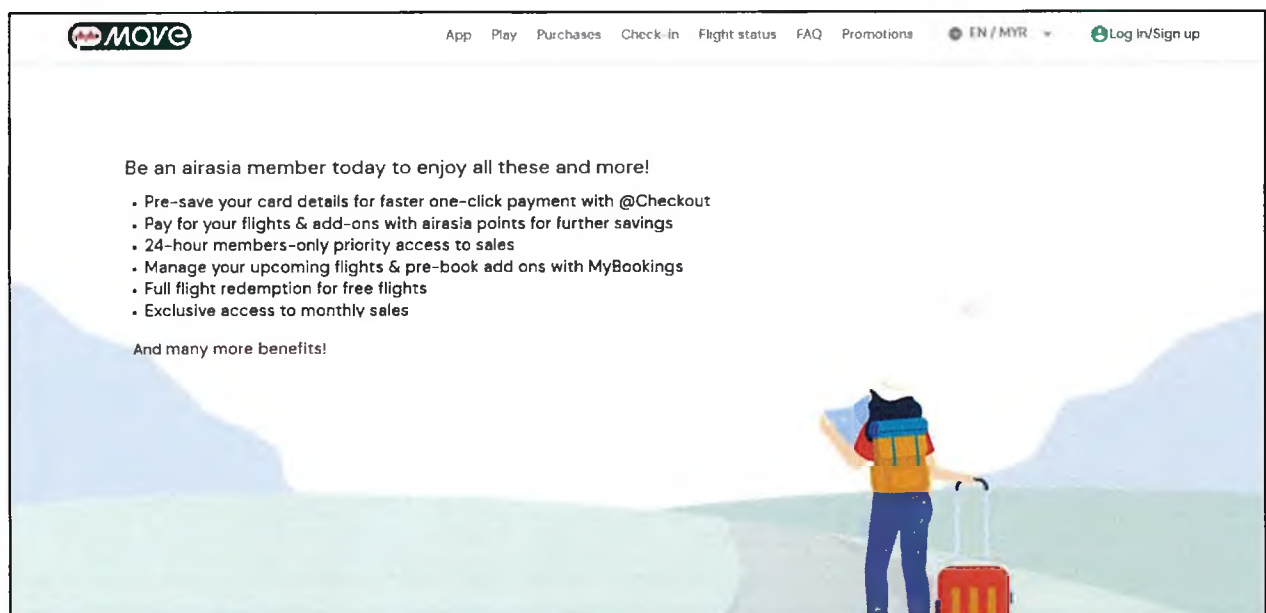 MOVE
App Play Purchases Check-in Flight status FAQ Promotions EN / MYR Log in/Sign up
Be an airasia member today to enjoy all these and more!
• Pre-save your card details for faster one-click payment with @Checkout
• Pay for your flights & add-ons with airasia points for further savings
• 24-hour members-only priority access to sales
• Manage your upcoming flights & pre-book add ons with MyBookings
• Full flight redemption for free flights
• Exclusive access to monthly sales
And many more benefits!